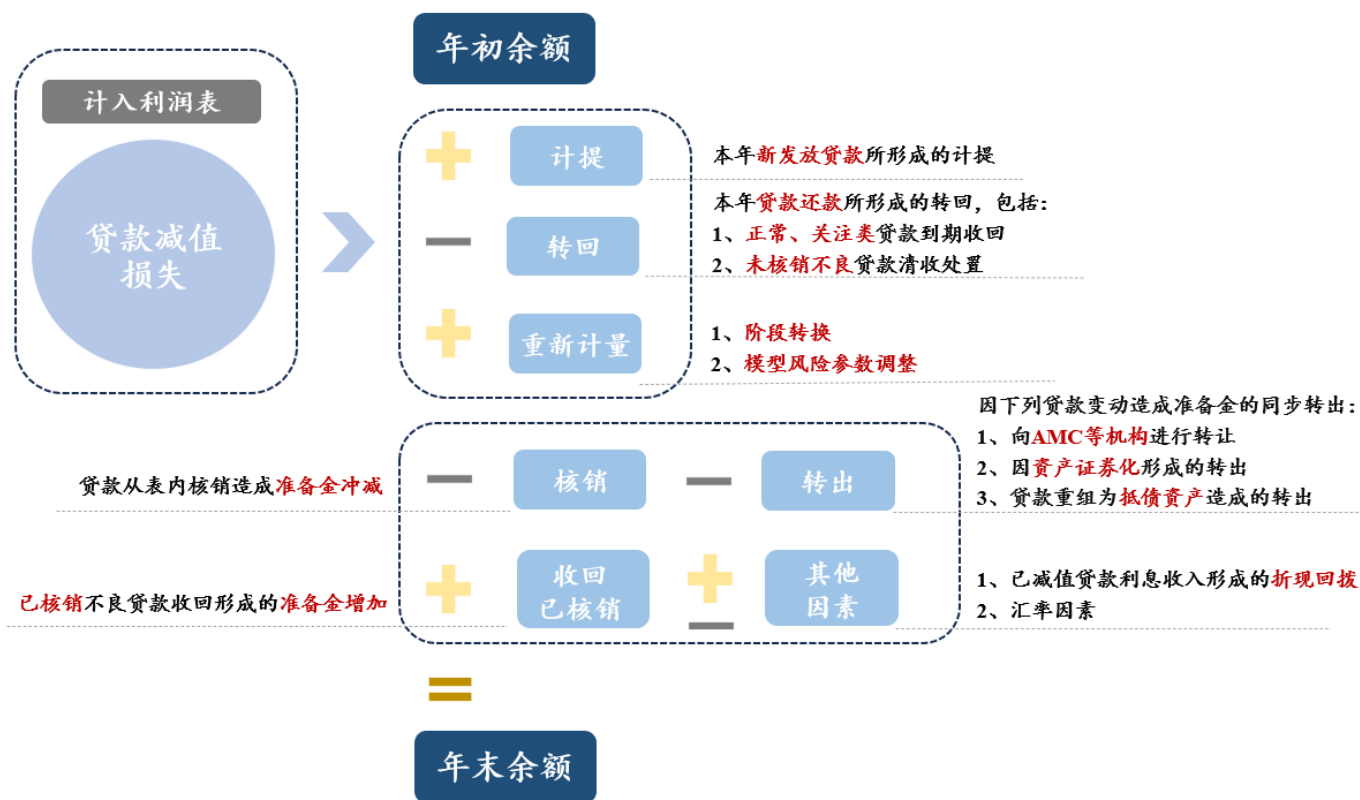 年初余额
计入利润表
贷款减值
损失
+
计提
本年新发放贷款所形成的计提
−
转回
本年贷款还款所形成的转回，包括：
1、正常、关注类贷款到期收回
2、未核销不良贷款清收处置
+
重新计量
1、阶段转换
2、模型风险参数调整
贷款从表内核销造成准备金冲减
−
核销
−
转出
因下列贷款变动造成准备金的同步转出：
1、向AMC等机构进行转让
2、因资产证券化形成的转出
3、贷款重组为抵债资产造成的转出
已核销不良贷款收回形成的准备金增加
+
收回
已核销
+
−
其他
因素
1、已减值贷款利息收入形成的折现回拨
2、汇率因素
=
年末余额